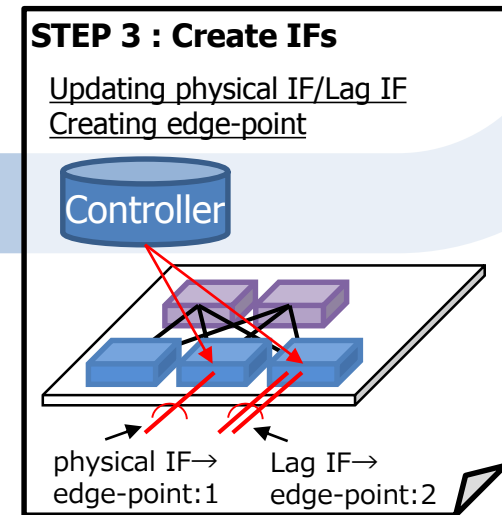 STEP 3 : Create IFs
Updating physical IF/Lag IF
Creating edge-point
Controller
physical IF→
edge-point:1
Lag IF→
edge-point:2